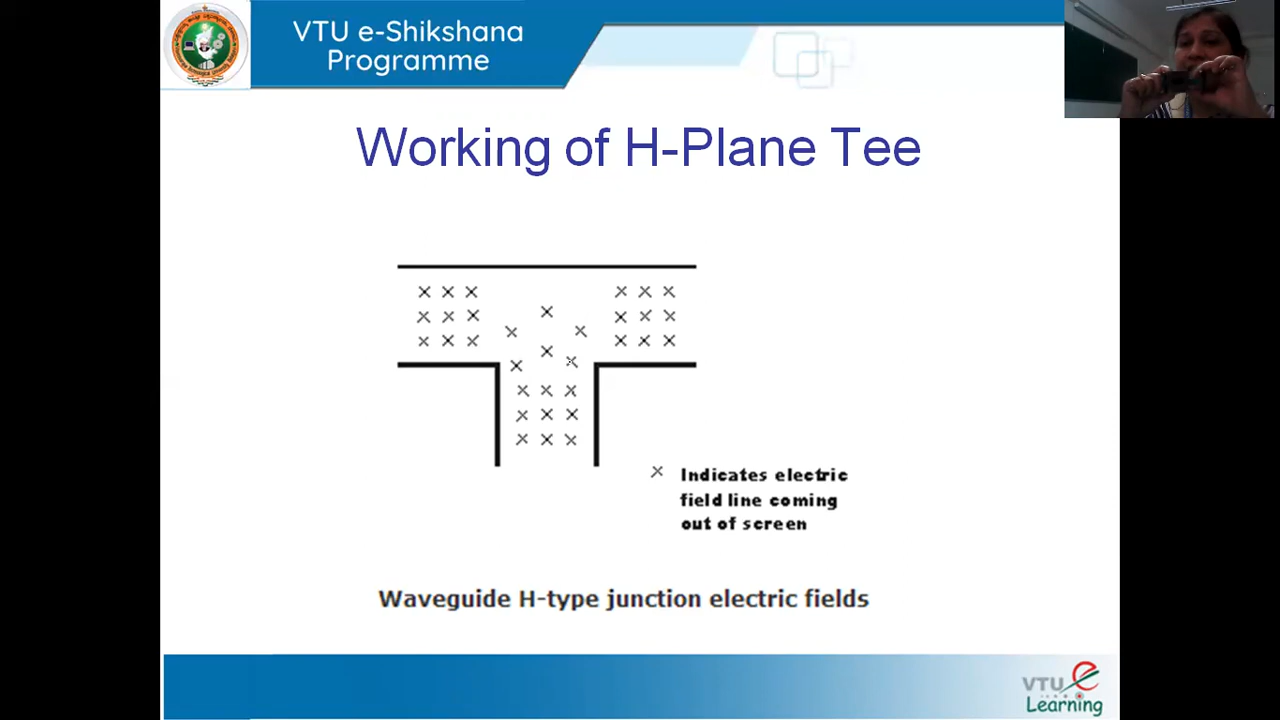 VTU e-Shikshana
Programme
Working of H-Plane Tee
Indicates electric
field line coming
out of screen
Waveguide H-type junction electric fields
VTU e
Learning